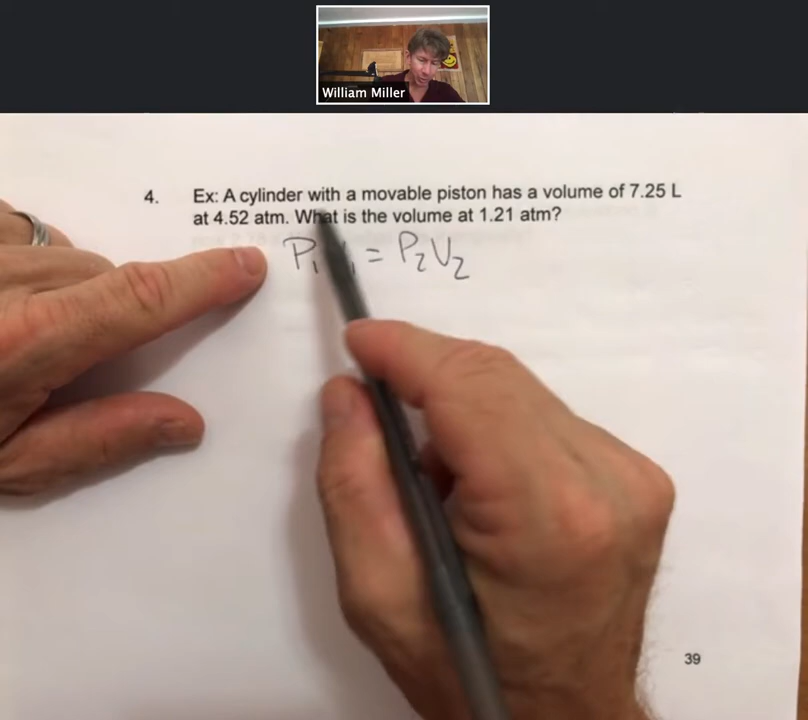 William Miller
4. Ex: A cylinder with a movable piston has a volume of 7.25 L
at 4.52 atm. What is the volume at 1.21 atm?
P₁ = P₂V₂
39